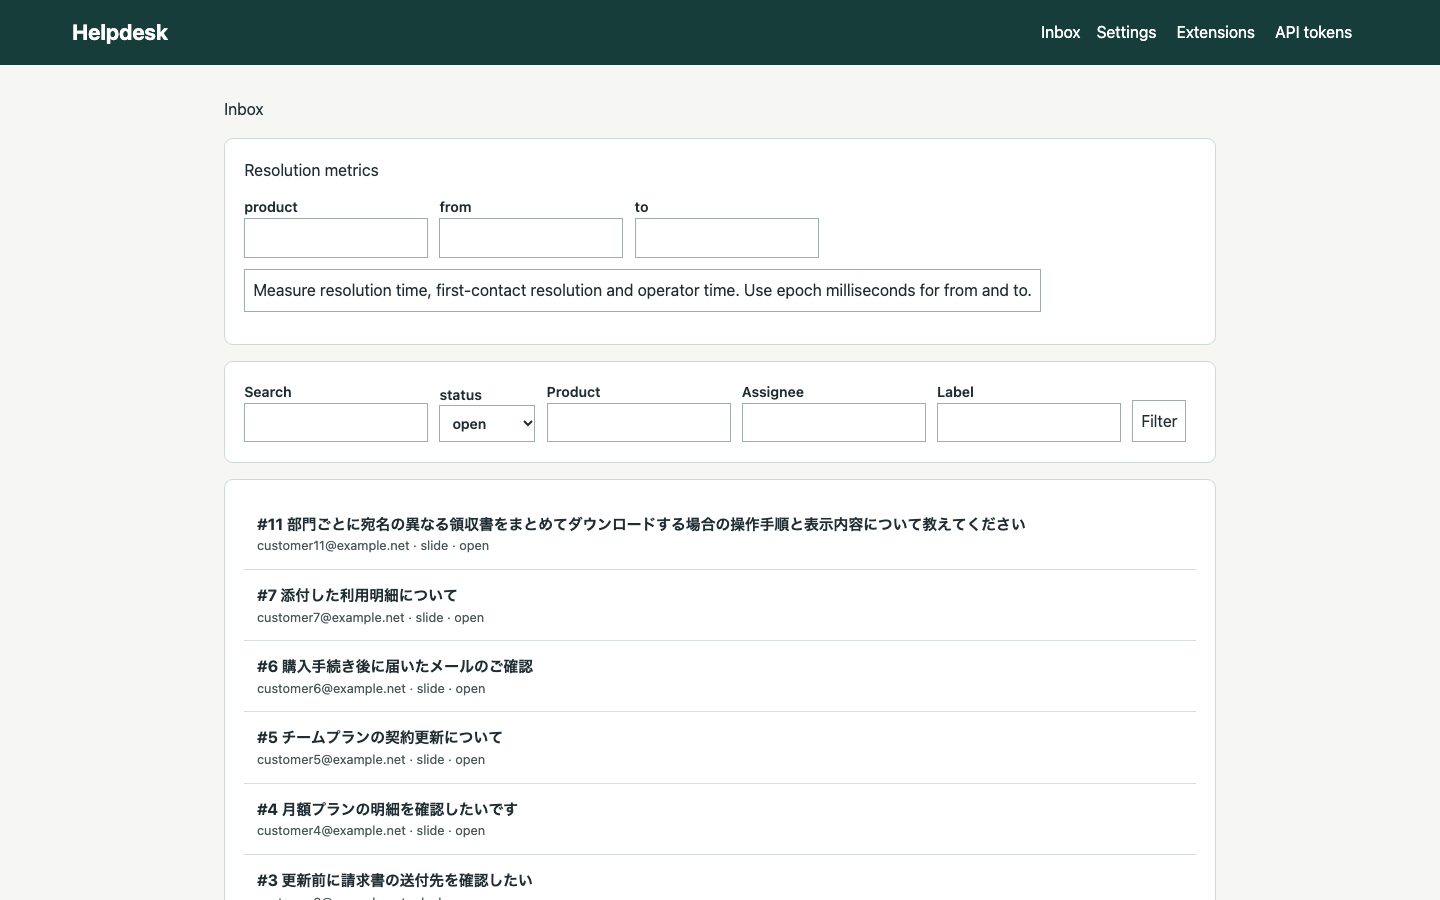 Helpdesk
Inbox Settings Extensions API tokens
Inbox
Resolution metrics
product from to
Measure resolution time, first-contact resolution and operator time. Use epoch milliseconds for from and to.
Search status Product Assignee Label
open Filter
#11 部門ごとに宛名の異なる領収書をまとめてダウンロードする場合の操作手順と表示内容について教えてください
customer11@example.net · slide · open
#7 添付した利用明細について
customer7@example.net · slide · open
#6 購入手続き後に届いたメールのご確認
customer6@example.net · slide · open
#5 チームプランの契約更新について
customer5@example.net · slide · open
#4 月額プランの明細を確認したいです
customer4@example.net · slide · open
#3 更新前に請求書の送付先を確認したい